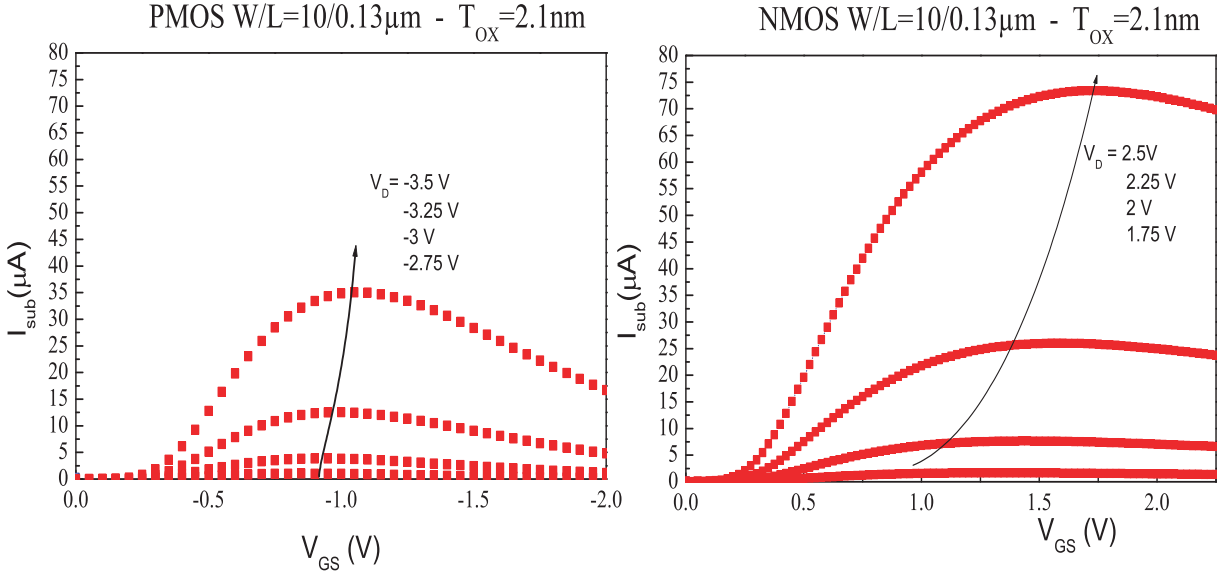 PMOS W/L=10/0.13µm - TOX=2.1nm
80
75
70
65
60
55
50
45
40
35
30
25
20
15
10
5
0
Isub(µA)
VD= -3.5 V
-3.25 V
-3 V
-2.75 V
0.0 -0.5 -1.0 -1.5 -2.0
VGS (V)
NMOS W/L=10/0.13µm - TOX=2.1nm
80
75
70
65
60
55
50
45
40
35
30
25
20
15
10
5
0
Isub(µA)
VD= 2.5V
2.25 V
2 V
1.75 V
0.0 0.5 1.0 1.5 2.0
VGS (V)